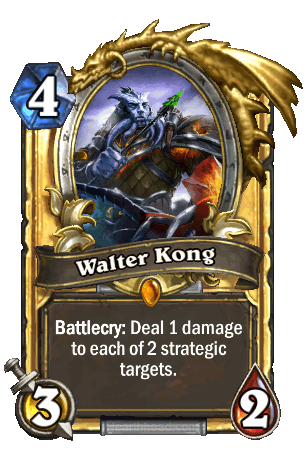 4
Walter Kong
Battlecry: Deal 1 damage
to each of 2 strategic
targets.
3
2